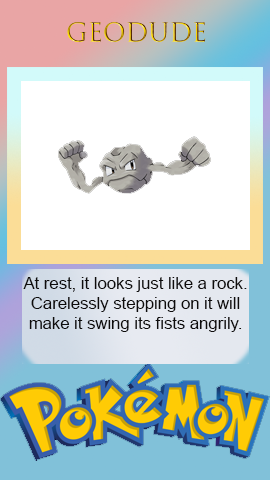 GEODUDE
At rest, it looks just like a rock.
Carelessly stepping on it will
make it swing its fists angrily.
POKéMON